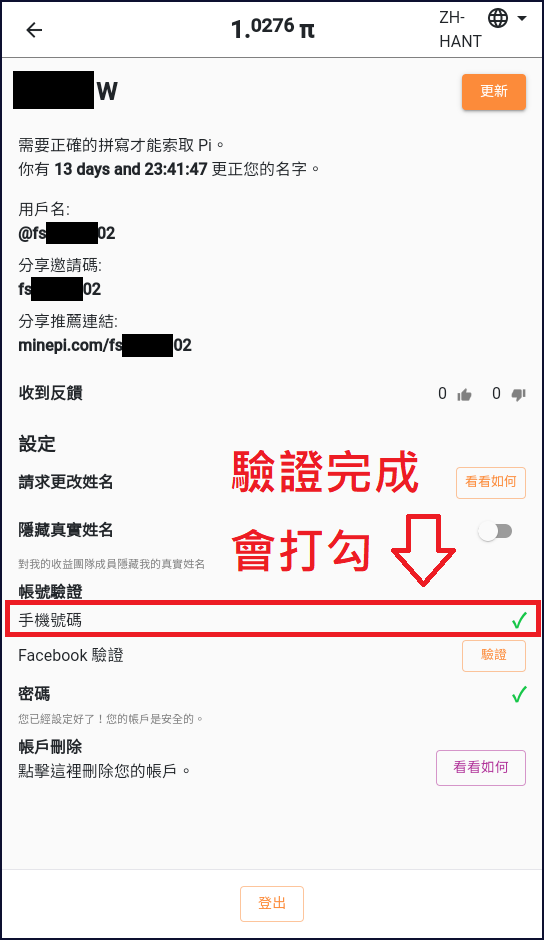 1.0276 π
ZH-
HANT
W
更新
需要正確的拼寫才能索取 Pi。
你有 13 days and 23:41:47 更正您的名字。
用戶名:
@fs 02
分享邀請碼:
fs 02
分享推薦連結:
minepi.com/fs 02
收到反饋 0 0
設定
驗證完成
請求更改姓名 看看如何
隱藏真實姓名
會打勾
對我的收益團隊成員隱藏我的真實姓名
帳號驗證
手機號碼 ✓
Facebook 驗證 驗證
密碼 ✓
您已經設定好了！您的帳戶是安全的。
帳戶刪除
點擊這裡刪除您的帳戶。 看看如何
登出